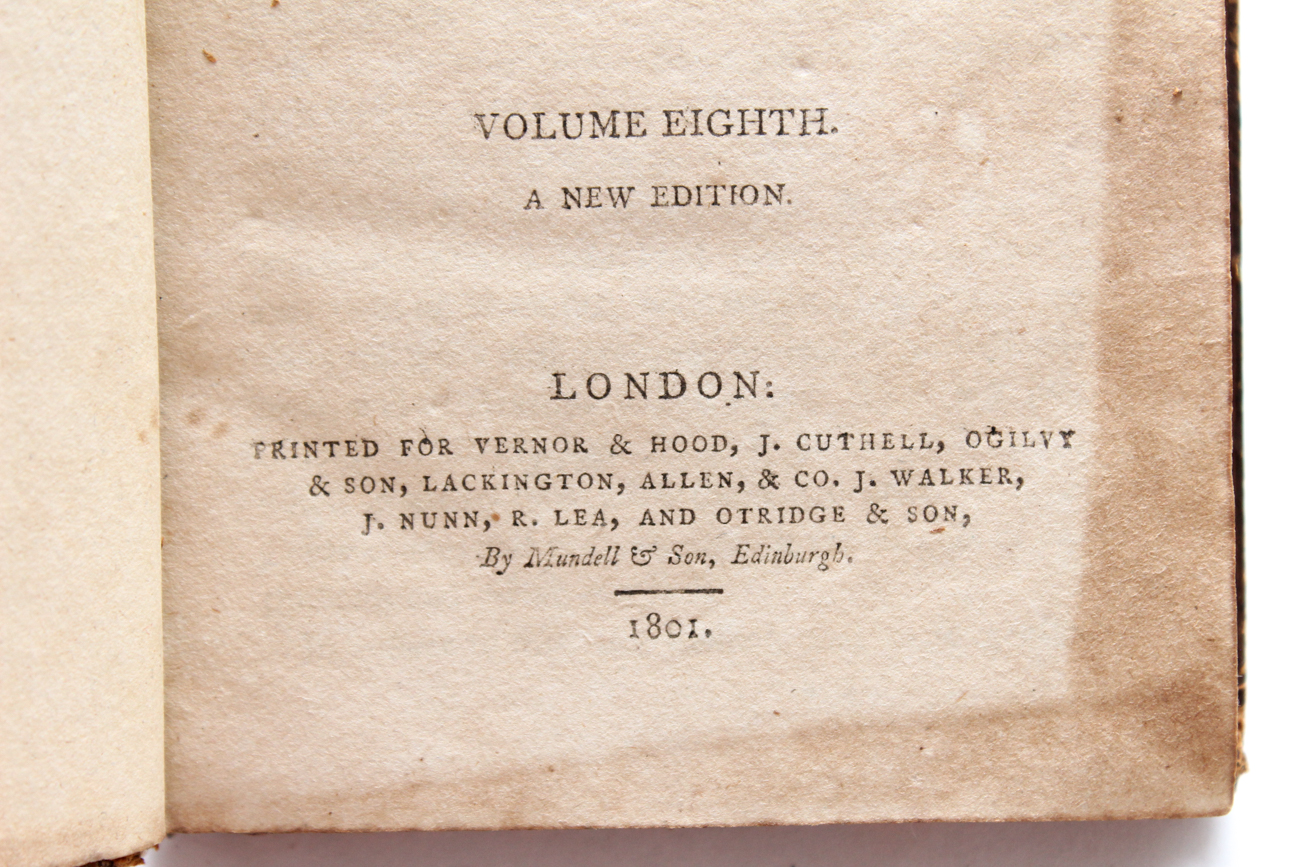 VOLUME EIGHTH.
A NEW EDITION.
LONDON:
PRINTED FOR VERNOR & HOOD, J. CUTHELL, OGILVY
& SON, LACKINGTON, ALLEN, & CO. J. WALKER,
J. NUNN, R. LEA, AND OTRIDGE & SON,
By Mundell & Son, Edinburgh.
1801.